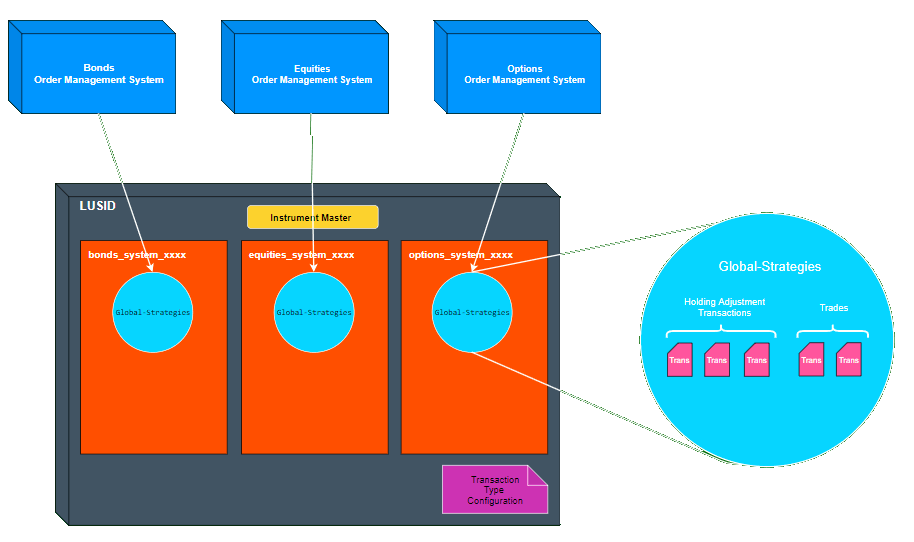 Bonds
Order Management System
Equities
Order Management System
Options
Order Management System
LUSID
Instrument Master
bonds_system_xxxx
equities_system_xxxx
options_system_xxxx
Global-Strategies
Global-Strategies
Global-Strategies
Global-Strategies
Holding Adjustment
Transactions
Trades
Trans
Trans
Trans
Trans
Trans
Transaction
Type
Configuration